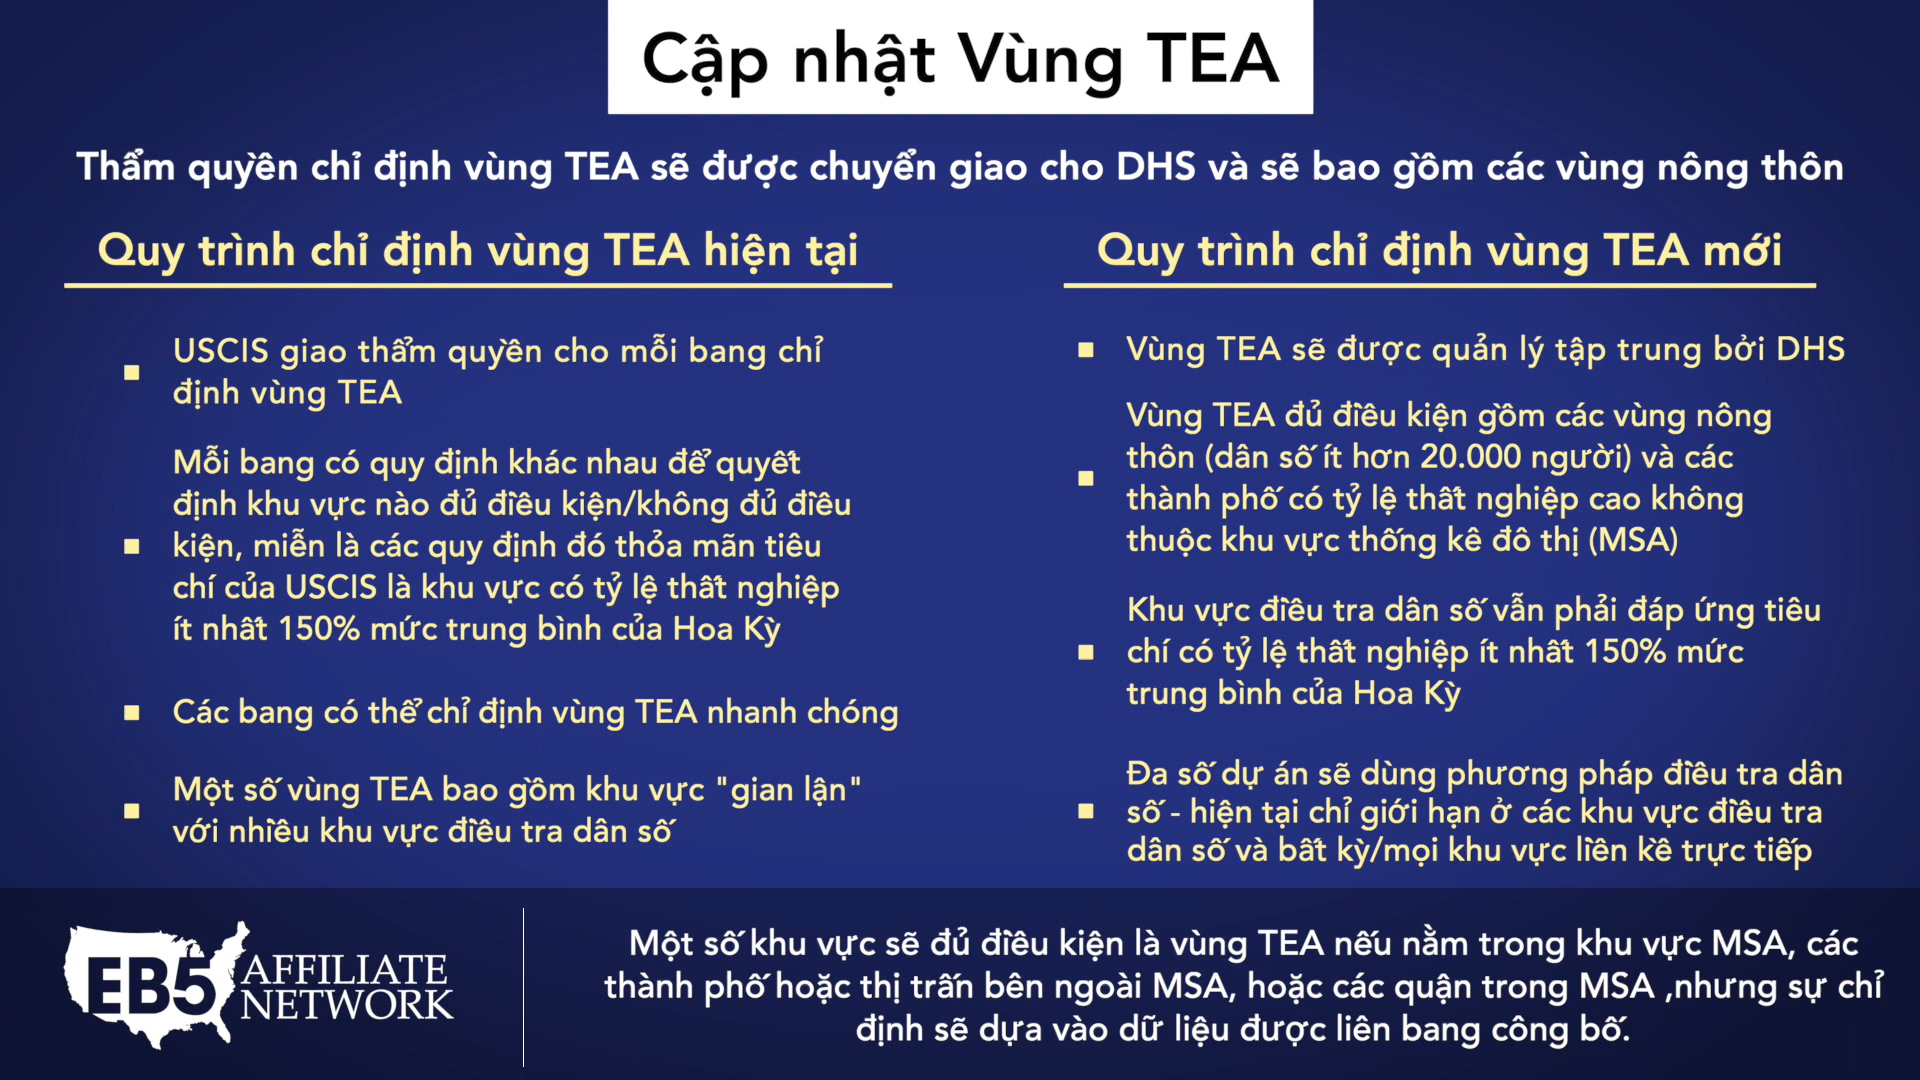 Cập nhật Vùng TEA
Thẩm quyền chỉ định vùng TEA sẽ được chuyển giao cho DHS và sẽ bao gồm các vùng nông thôn
Quy trình chỉ định vùng TEA hiện tại
USCIS giao thẩm quyền cho mỗi bang chỉ
định vùng TEA
Mỗi bang có quy định khác nhau để quyết
định khu vực nào đủ điều kiện/không đủ điều
kiện, miễn là các quy định đó thỏa mãn tiêu
chí của USCIS là khu vực có tỷ lệ thất nghiệp
ít nhất 150% mức trung bình của Hoa Kỳ
Các bang có thể chỉ định vùng TEA nhanh chóng
Một số vùng TEA bao gồm khu vực "gian lận"
với nhiều khu vực điều tra dân số
Quy trình chỉ định vùng TEA mới
Vùng TEA sẽ được quản lý tập trung bởi DHS
Vùng TEA đủ điều kiện gồm các vùng nông
thôn (dân số ít hơn 20.000 người) và các
thành phố có tỷ lệ thất nghiệp cao không
thuộc khu vực thống kê đô thị (MSA)
Khu vực điều tra dân số vẫn phải đáp ứng tiêu
chí có tỷ lệ thất nghiệp ít nhất 150% mức
trung bình của Hoa Kỳ
Đa số dự án sẽ dùng phương pháp điều tra dân
số - hiện tại chỉ giới hạn ở các khu vực điều tra
dân số và bất kỳ/mọi khu vực liền kề trực tiếp
EB5 AFFILIATE
NETWORK
Một số khu vực sẽ đủ điều kiện là vùng TEA nếu nằm trong khu vực MSA, các
thành phố hoặc thị trấn bên ngoài MSA, hoặc các quận trong MSA ,nhưng sự chỉ
định sẽ dựa vào dữ liệu được liên bang công bố.